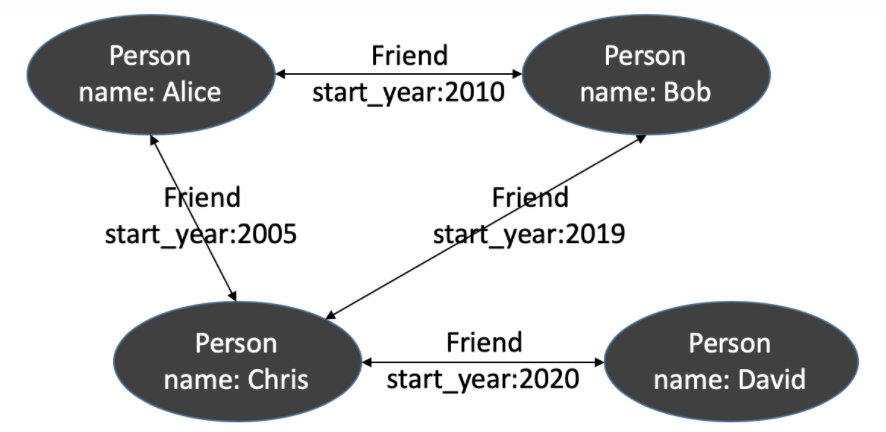 Person
name: Alice
Friend
start_year:2010
Person
name: Bob
Friend
start_year:2005
Friend
start_year:2019
Person
name: Chris
Friend
start_year:2020
Person
name: David